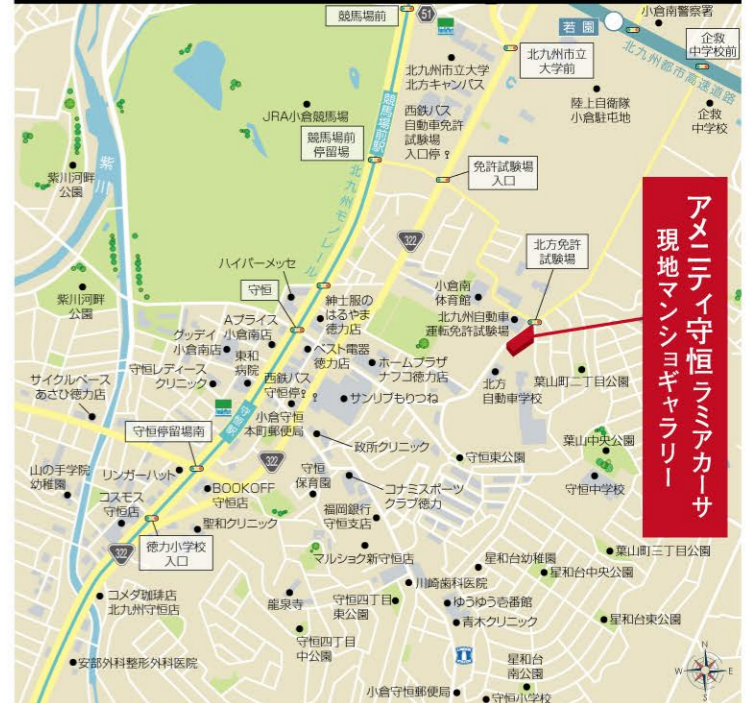 競馬場前
51
若園
小倉南警察署
企救
中学校前
北九州市立大学
北方キャンパス
北九州市立
大学前
北九州都市高速道路
陸上自衛隊
小倉駐屯地
企救
中学校
JRA小倉競馬場
競馬場前
停留場
競馬場前駅
西鉄バス
自動車免許
試験場
入口停
免許試験場
入口
紫川
紫川河畔
公園
北九州モノレール
322
ハイパーメッセ
守恒
紫川河畔
公園
小倉南
体育館
北方免許
試験場
北九州自動車
運転免許試験場
アメニティ守恒 ラミアカーサ
現地マンションギャラリー
紳士服の
はるやま
徳力店
Aプライス
小倉南店
グッデイ
小倉南店
東和
病院
ベスト電器
徳力店
ホームプラザ
ナフコ徳力店
守恒レディース
クリニック
西鉄バス
守恒停
サンリブもりつね
北方
自動車学校
葉山町二丁目公園
サイクルベース
あさひ徳力店
守恒駅
小倉守恒
本町郵便局
守恒停留場南
政所クリニック
322
守恒東公園
葉山中央公園
山の手学院
幼稚園
リンガーハット
BOOKOFF
守恒店
守恒
保育園
コナミスポーツ
クラブ徳力
守恒中学校
コスモス
守恒店
聖和クリニック
福岡銀行
守恒支店
徳力小学校
入口
322
マルショク新守恒店
星和台幼稚園
葉山町三丁目公園
星和台中央公園
コメダ珈琲店
北九州守恒店
龍泉寺
守恒四丁目
東公園
川崎歯科医院
ゆうゆう壱番館
青木クリニック
星和台東公園
守恒四丁目
中公園
安部外科整形外科医院
星和台
南公園
小倉守恒郵便局
守恒小学校
N
W
E
S